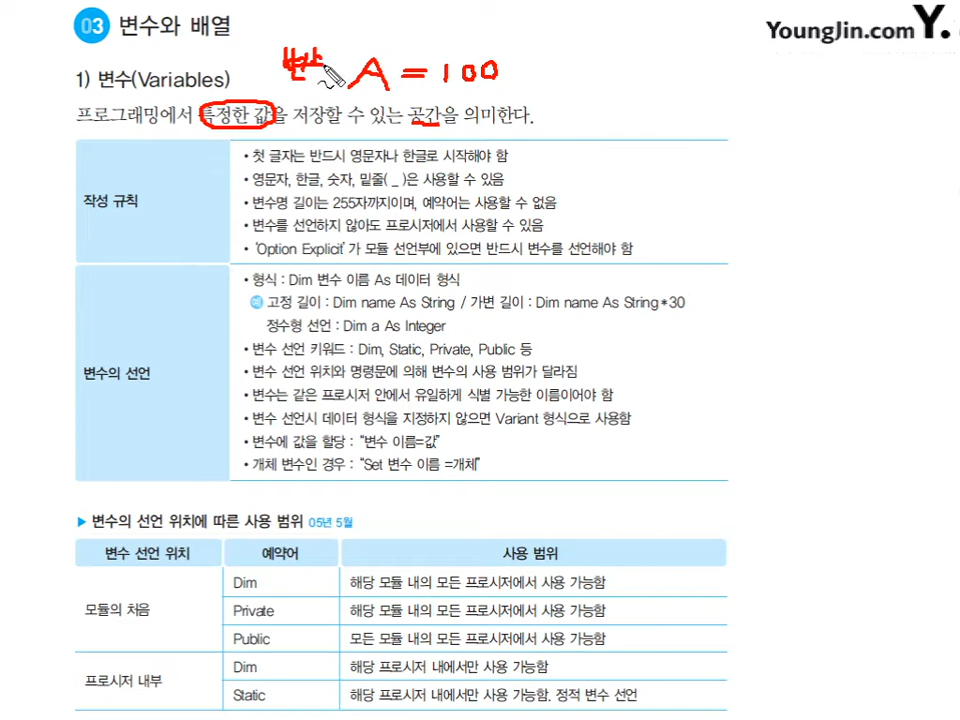 03 변수와 배열
YoungJin.com Y.
1) 변수(Variables)
A = 100
프로그래밍에서 특정한 값을 저장할 수 있는 공간을 의미한다.
작성 규칙
• 첫 글자는 반드시 영문자나 한글로 시작해야 함
• 영문자, 한글, 숫자, 밑줄( _ )은 사용할 수 있음
• 변수명 길이는 255자까지이며, 예약어는 사용할 수 없음
• 변수를 선언하지 않아도 프로시저에서 사용할 수 있음
• 'Option Explicit'가 모듈 선언부에 있으면 반드시 변수를 선언해야 함
변수의 선언
• 형식 : Dim 변수 이름 As 데이터 형식
예 고정 길이 : Dim name As String / 가변 길이 : Dim name As String*30
정수형 선언 : Dim a As Integer
• 변수 선언 키워드 : Dim, Static, Private, Public 등
• 변수 선언 위치와 명령문에 의해 변수의 사용 범위가 달라짐
• 변수는 같은 프로시저 안에서 유일하게 식별 가능한 이름이어야 함
• 변수 선언시 데이터 형식을 지정하지 않으면 Variant 형식으로 사용함
• 변수에 값을 할당 : "변수 이름=값"
• 개체 변수인 경우 : "Set 변수 이름 =개체"
▶ 변수의 선언 위치에 따른 사용 범위 05년 5월
변수 선언 위치 예약어 사용 범위
모듈의 처음
Dim 해당 모듈 내의 모든 프로시저에서 사용 가능함
Private 해당 모듈 내의 모든 프로시저에서 사용 가능함
Public 모든 모듈 내의 모든 프로시저에서 사용 가능함
프로시저 내부
Dim 해당 프로시저 내에서만 사용 가능함
Static 해당 프로시저 내에서만 사용 가능함. 정적 변수 선언